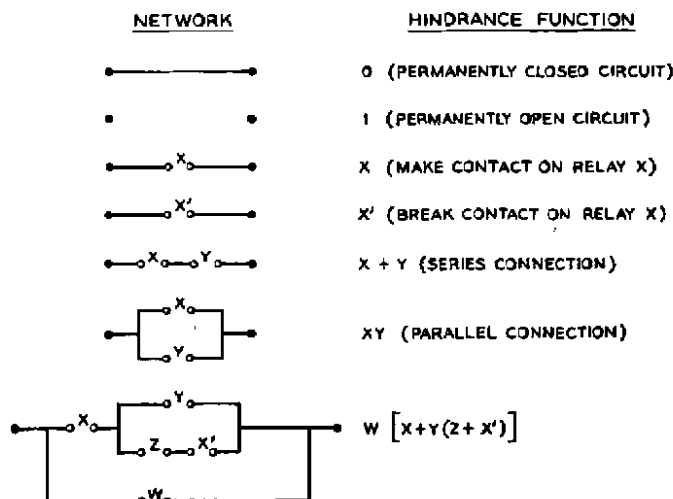 NETWORK HINDRANCE FUNCTION
0 (PERMANENTLY CLOSED CIRCUIT)
1 (PERMANENTLY OPEN CIRCUIT)
X X (MAKE CONTACT ON RELAY X)
X' X' (BREAK CONTACT ON RELAY X)
X Y X + Y (SERIES CONNECTION)
X
XY (PARALLEL CONNECTION)
Y
Y
X W [X+Y(Z+X')]
Z X'
W